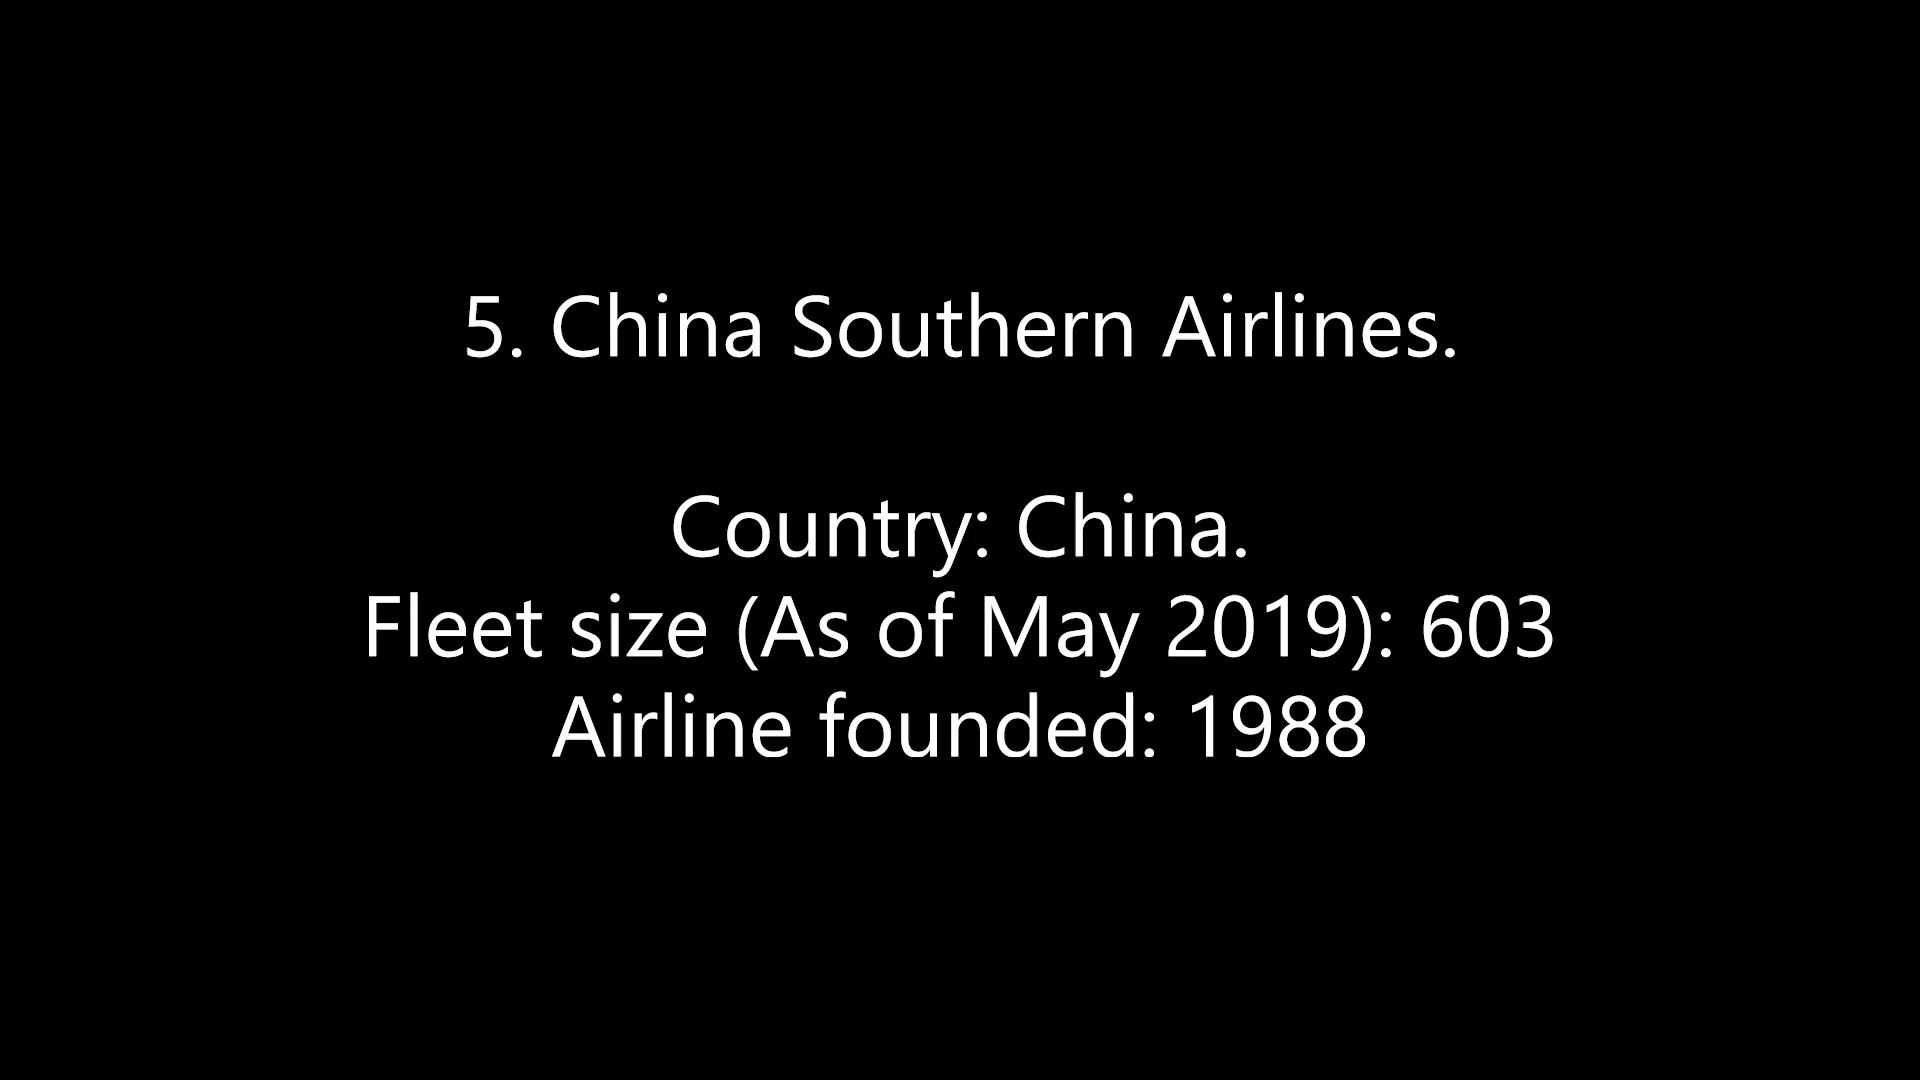 5. China Southern Airlines.
Country: China.
Fleet size (As of May 2019): 603
Airline founded: 1988